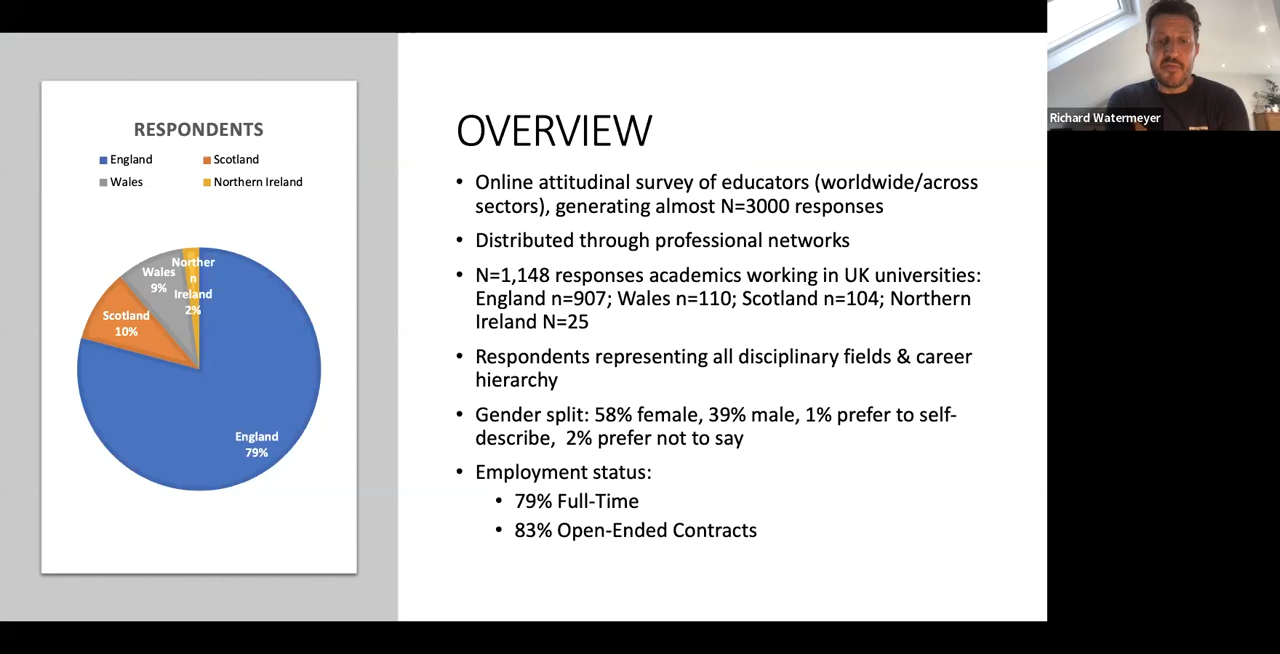 RESPONDENTS
England
Scotland
Wales
Northern Ireland
Norther
n
Ireland
2%
Wales
9%
Scotland
10%
England
79%
OVERVIEW
• Online attitudinal survey of educators (worldwide/across
sectors), generating almost N=3000 responses
• Distributed through professional networks
• N=1,148 responses academics working in UK universities:
England n=907; Wales n=110; Scotland n=104; Northern
Ireland N=25
• Respondents representing all disciplinary fields & career
hierarchy
• Gender split: 58% female, 39% male, 1% prefer to self-
describe,  2% prefer not to say
• Employment status:
• 79% Full-Time
• 83% Open-Ended Contracts
Richard Watermeyer